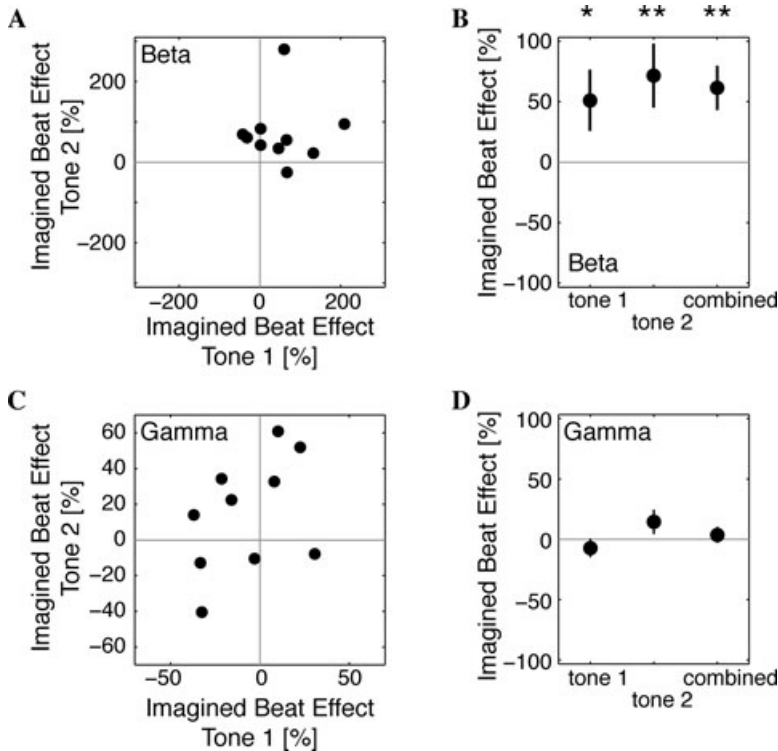 A
Beta
Imagined Beat Effect
Tone 2 [%]
200
0
−200
−200
0
200
Imagined Beat Effect
Tone 1 [%]
B
*
**
**
Imagined Beat Effect [%]
100
50
0
−50
−100
Beta
tone 1
combined
tone 2
C
Gamma
Imagined Beat Effect
Tone 2 [%]
60
40
20
0
−20
−40
−60
−50
0
50
Imagined Beat Effect
Tone 1 [%]
D
Gamma
Imagined Beat Effect [%]
100
50
0
−50
−100
tone 1
combined
tone 2